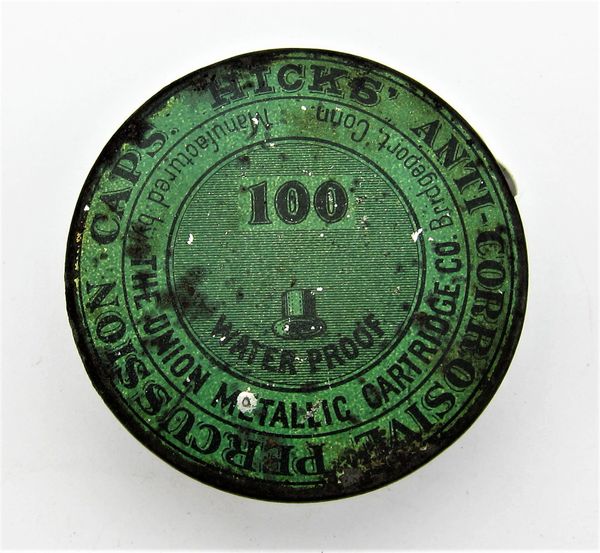 HICKS' ANTI-CORROSIVE PERCUSSION CAPS.
Manufactured by THE UNION METALLIC CARTRIDGE CO. Bridgeport, Conn
100
WATER PROOF